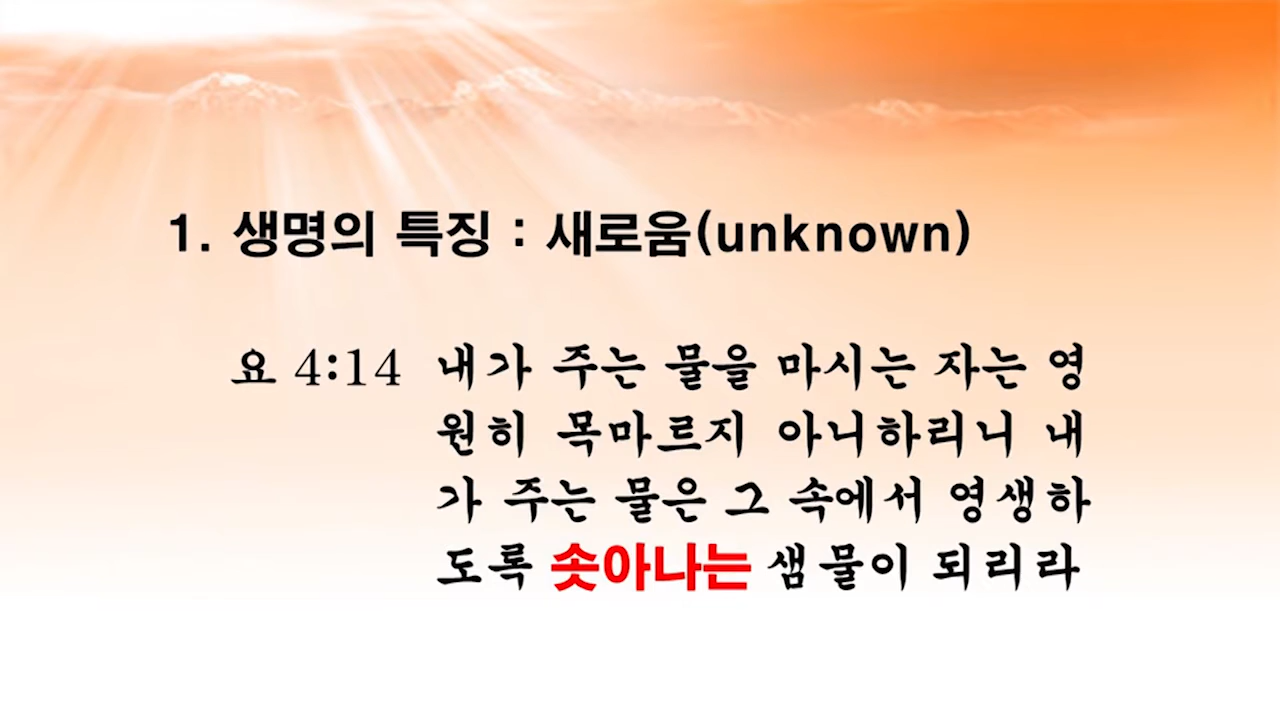 1. 생명의 특징 : 새로움(unknown)
요 4:14 내가 주는 물을 마시는 자는 영
원히 목마르지 아니하리니 내
가 주는 물은 그 속에서 영생하
도록 솟아나는 샘물이 되리라